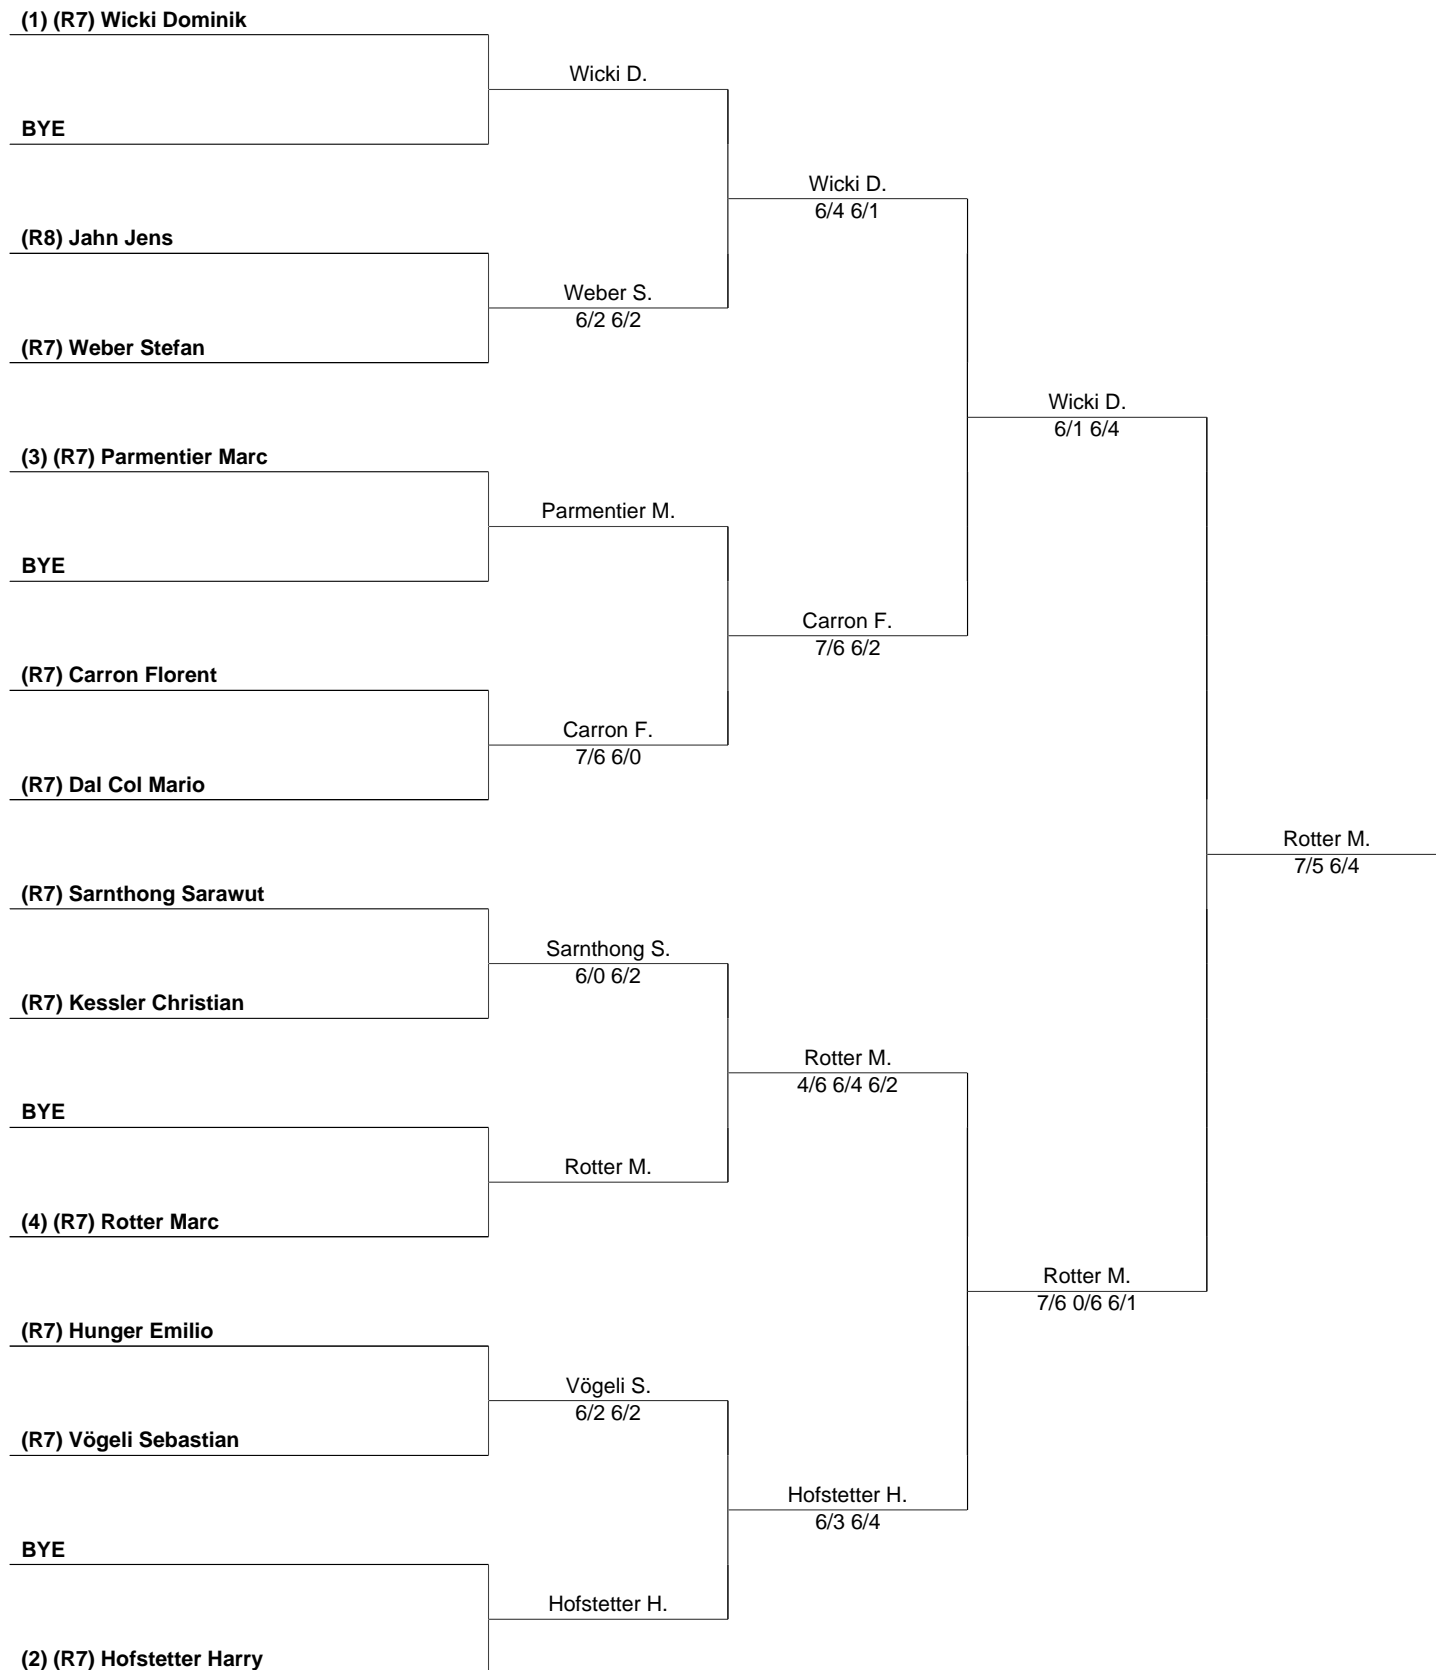 (1) (R7) Wicki Dominik
Wicki D.
BYE
Wicki D.
6/4 6/1
(R8) Jahn Jens
Weber S.
6/2 6/2
(R7) Weber Stefan
Wicki D.
6/1 6/4
(3) (R7) Parmentier Marc
Parmentier M.
BYE
Carron F.
7/6 6/2
(R7) Carron Florent
Carron F.
7/6 6/0
(R7) Dal Col Mario
Rotter M.
7/5 6/4
(R7) Sarnthong Sarawut
Sarnthong S.
6/0 6/2
(R7) Kessler Christian
Rotter M.
4/6 6/4 6/2
BYE
Rotter M.
(4) (R7) Rotter Marc
Rotter M.
7/6 0/6 6/1
(R7) Hunger Emilio
Vögeli S.
6/2 6/2
(R7) Vögeli Sebastian
Hofstetter H.
6/3 6/4
BYE
Hofstetter H.
(2) (R7) Hofstetter Harry